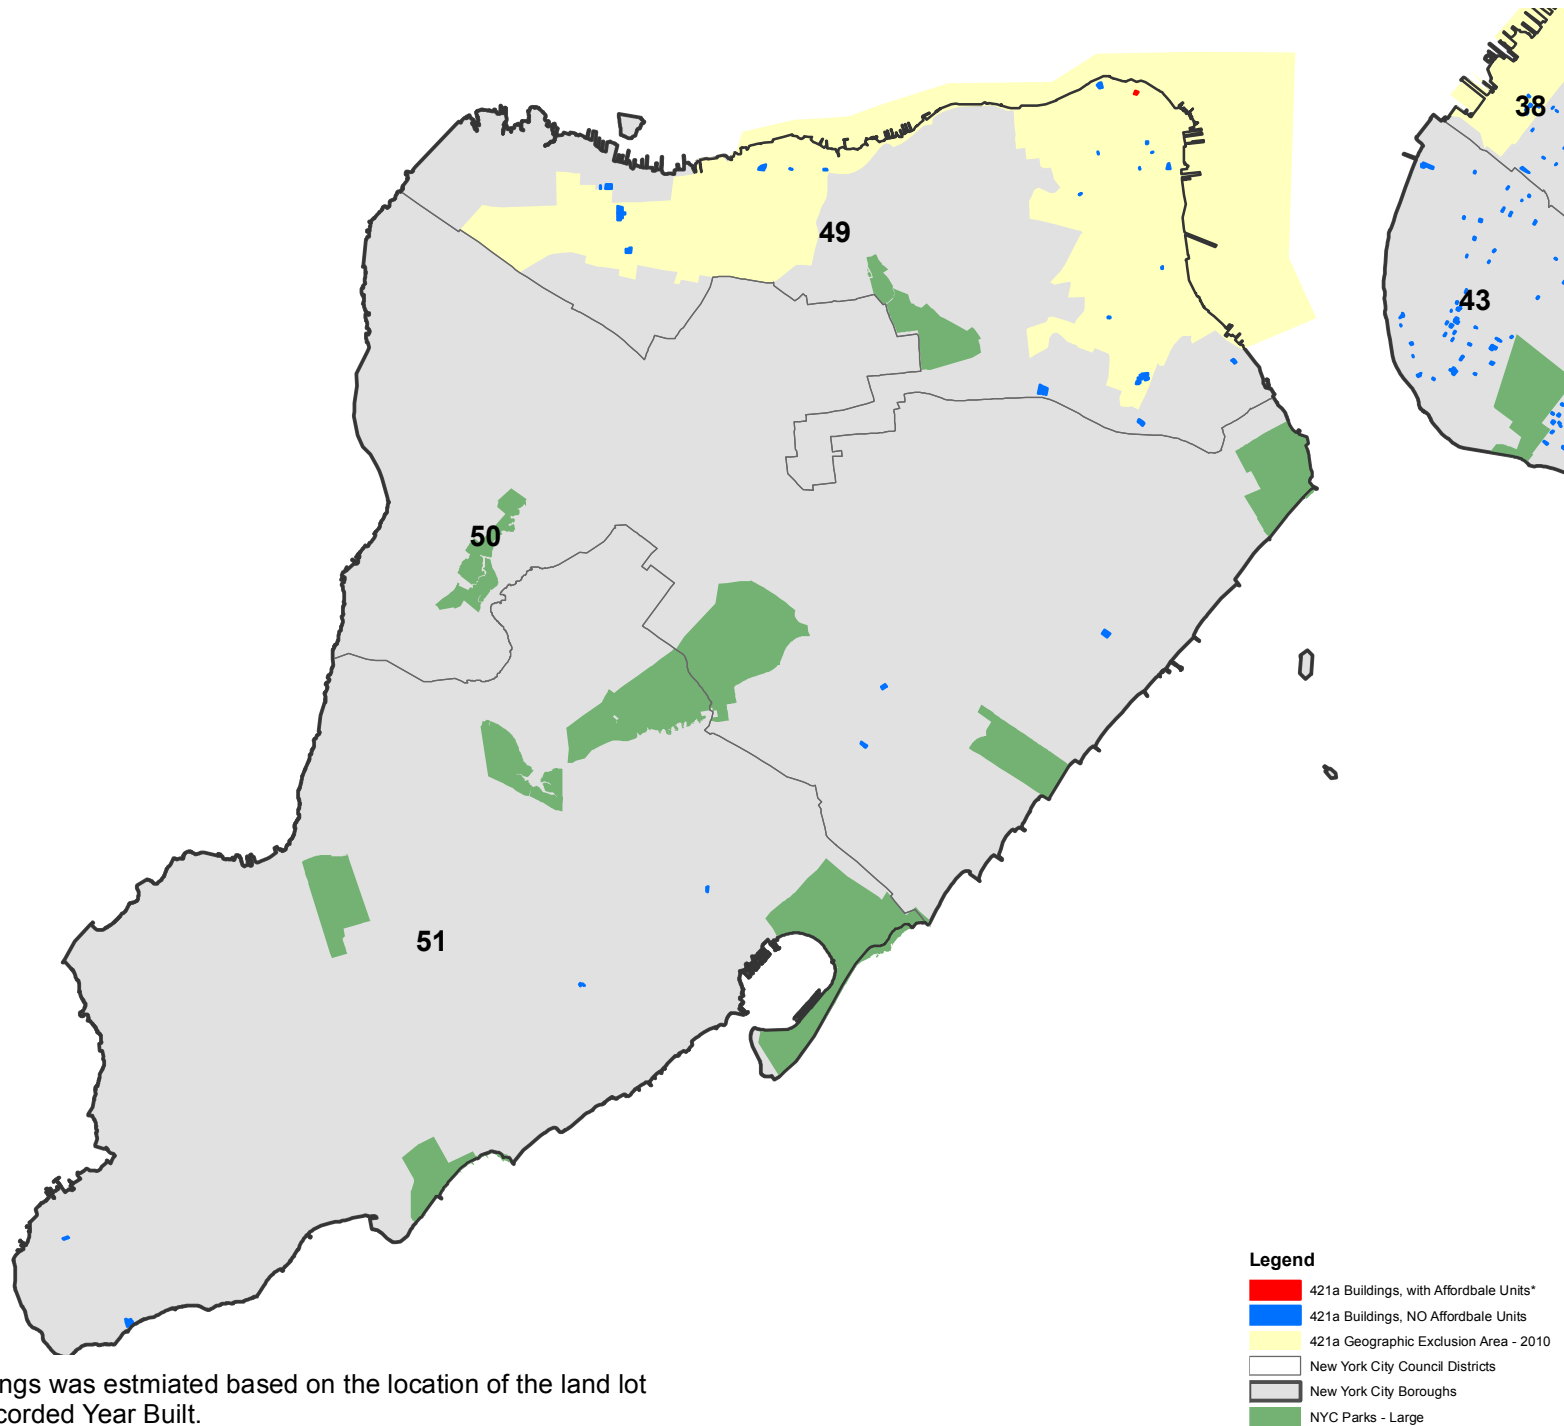 38
49
43
50
51
Legend
421a Buildings, with Affordbale Units*
421a Buildings, NO Affordbale Units
421a Geographic Exclusion Area - 2010
New York City Council Districts
New York City Boroughs
NYC Parks - Large
ngs was estmiated based on the location of the land lot
corded Year Built.